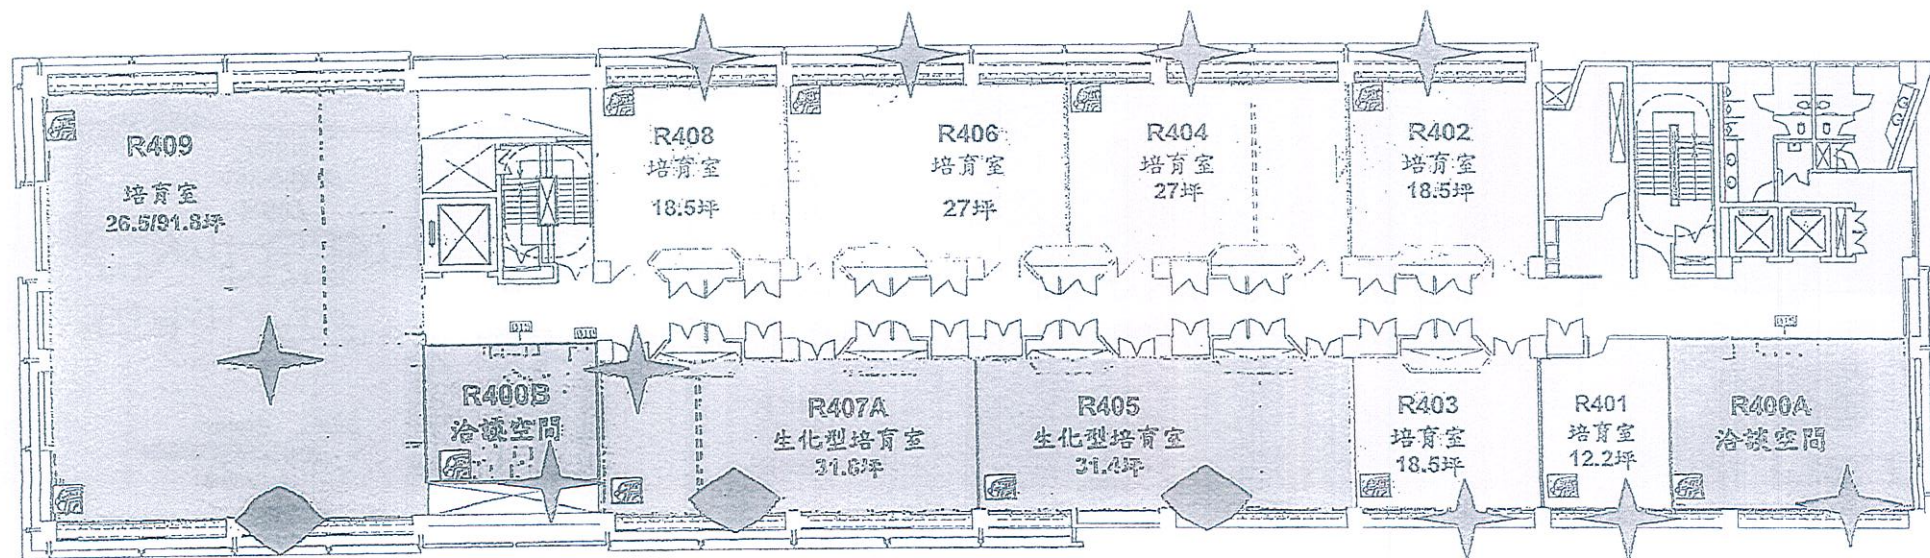 R409
培育室
26.5/91.8坪
R408
培育室
18.5坪
R406
培育室
27坪
R404
培育室
27坪
R402
培育室
18.5坪
R400B
洽談空間
R407A
生化型培育室
31.6坪
R405
生化型培育室
31.4坪
R403
培育室
18.5坪
R401
培育室
12.2坪
R400A
洽談空間